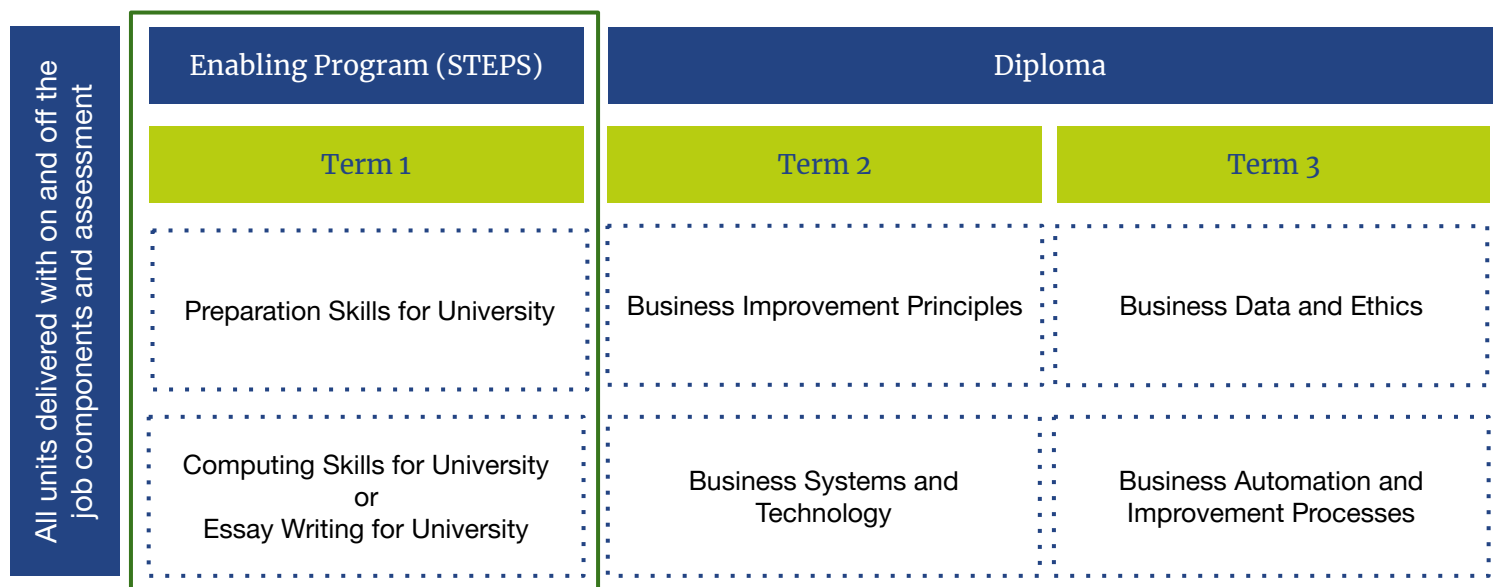 All units delivered with on and off the
job components and assessment
Enabling Program (STEPS)
Diploma
Term 1
Term 2
Term 3
Preparation Skills for University
Business Improvement Principles
Business Data and Ethics
Computing Skills for University
or
Essay Writing for University
Business Systems and
Technology
Business Automation and
Improvement Processes